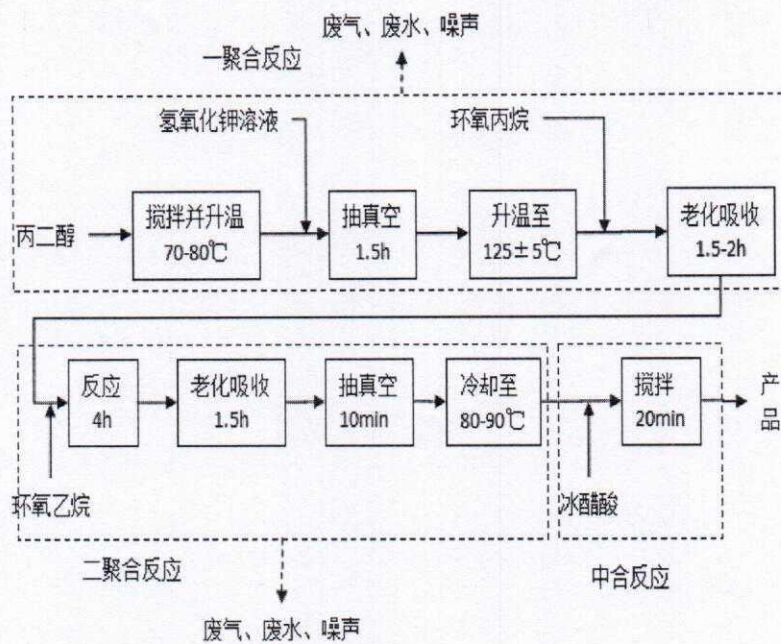 废气、废水、噪声
一聚合反应
氢氧化钾溶液
环氧丙烷
丙二醇
搅拌并升温
70-80℃
抽真空
1.5h
升温至
125±5℃
老化吸收
1.5-2h
反应
4h
老化吸收
1.5h
抽真空
10min
冷却至
80-90℃
搅拌
20min
产品
环氧乙烷
冰醋酸
二聚合反应
中合反应
废气、废水、噪声